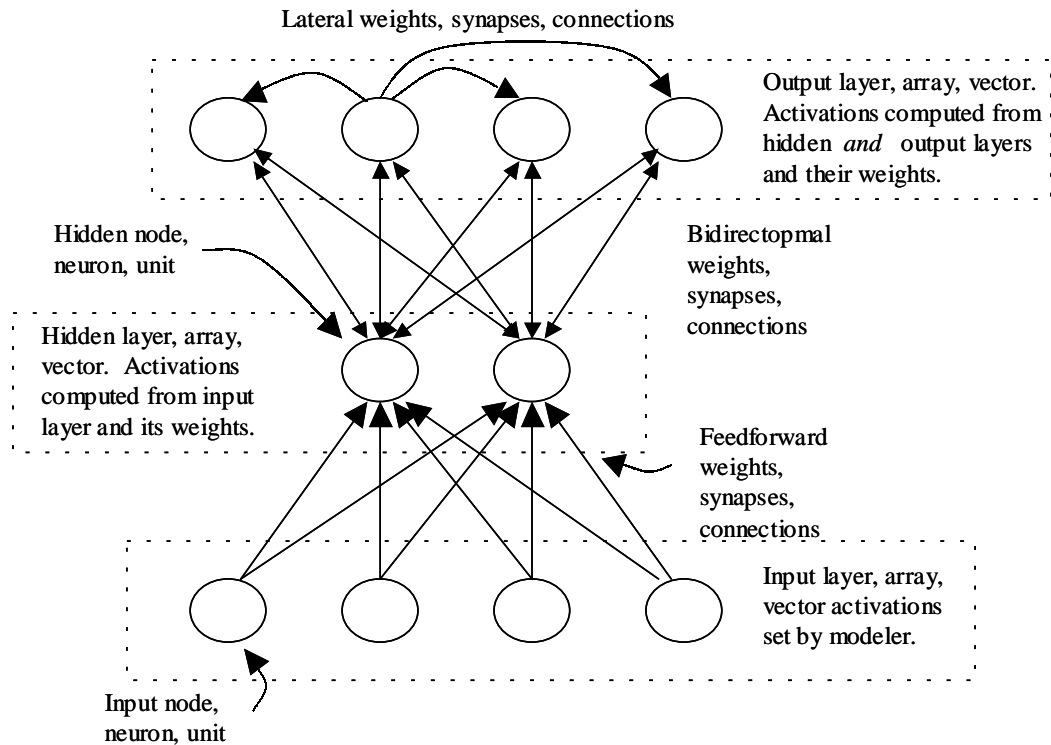 Lateral weights, synapses, connections
Output layer, array, vector.
Activations computed from
hidden and output layers
and their weights.
Hidden node,
neuron, unit
Bidirectopmal
weights,
synapses,
connections
Hidden layer, array,
vector. Activations
computed from input
layer and its weights.
Feedforward
weights,
synapses,
connections
Input layer, array,
vector activations
set by modeler.
Input node,
neuron, unit